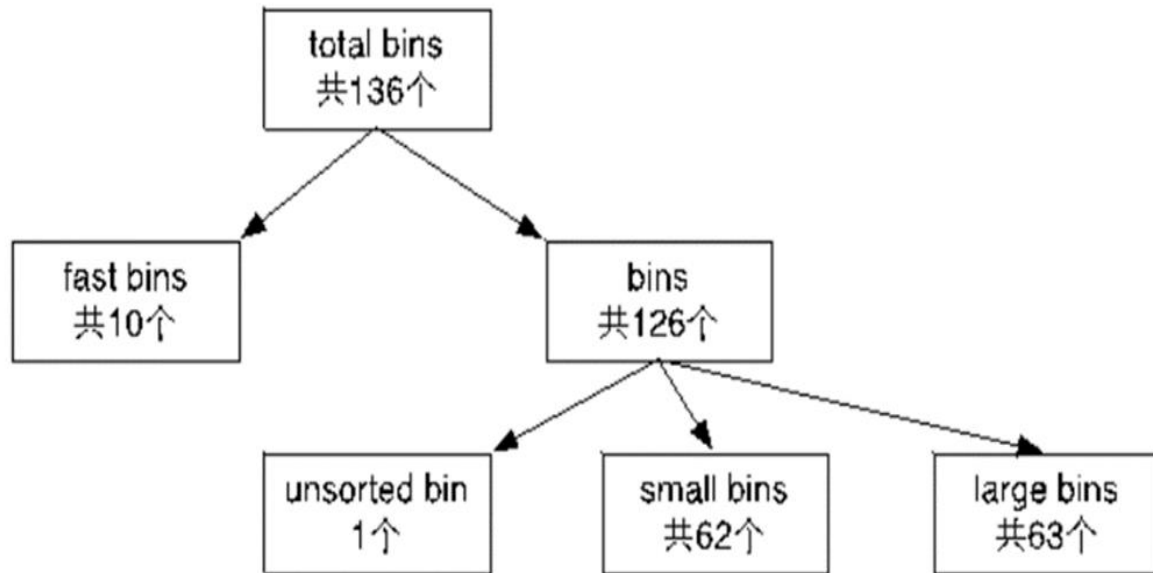 total bins
共136个
fast bins
共10个
bins
共126个
unsorted bin
1个
small bins
共62个
large bins
共63个